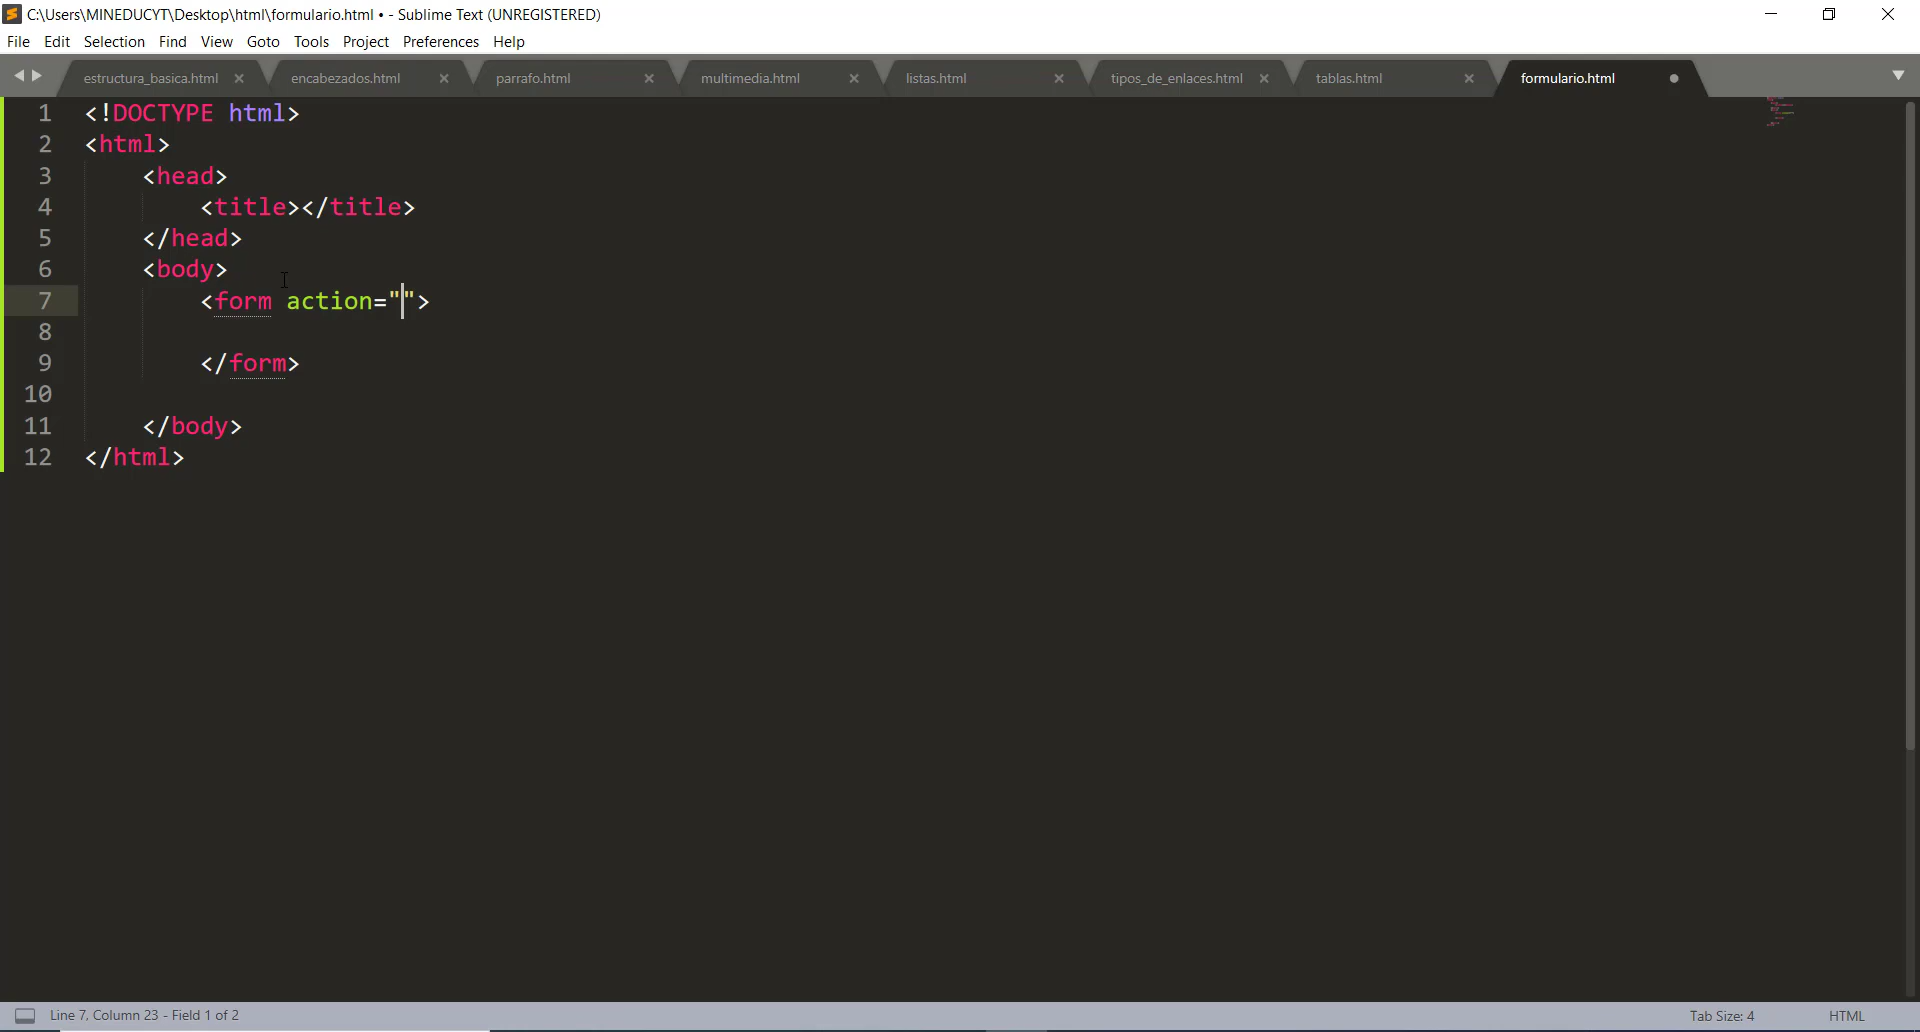 C:\Users\MINEDUCYT\Desktop\html\formulario.html • - Sublime Text (UNREGISTERED)
File Edit Selection Find View Goto Tools Project Preferences Help
estructura_basica.html encabezados.html parrafo.html multimedia.html listas.html tipos_de_enlaces.html tablas.html formulario.html
1 <!DOCTYPE html>
2 <html>
3 <head>
4 <title></title>
5 </head>
6 <body>
7 <form action="">
8
9 </form>
10
11 </body>
12 </html>
Line 7, Column 23 - Field 1 of 2 Tab Size: 4 HTML